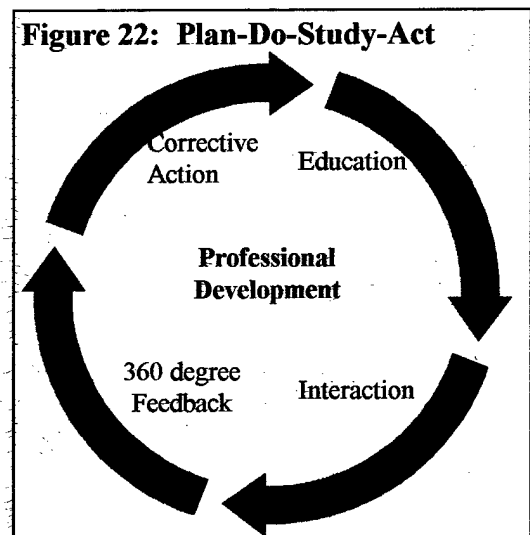 Figure 22: Plan-Do-Study-Act
Corrective
Action
Education
Professional
Development
360 degree
Feedback
Interaction